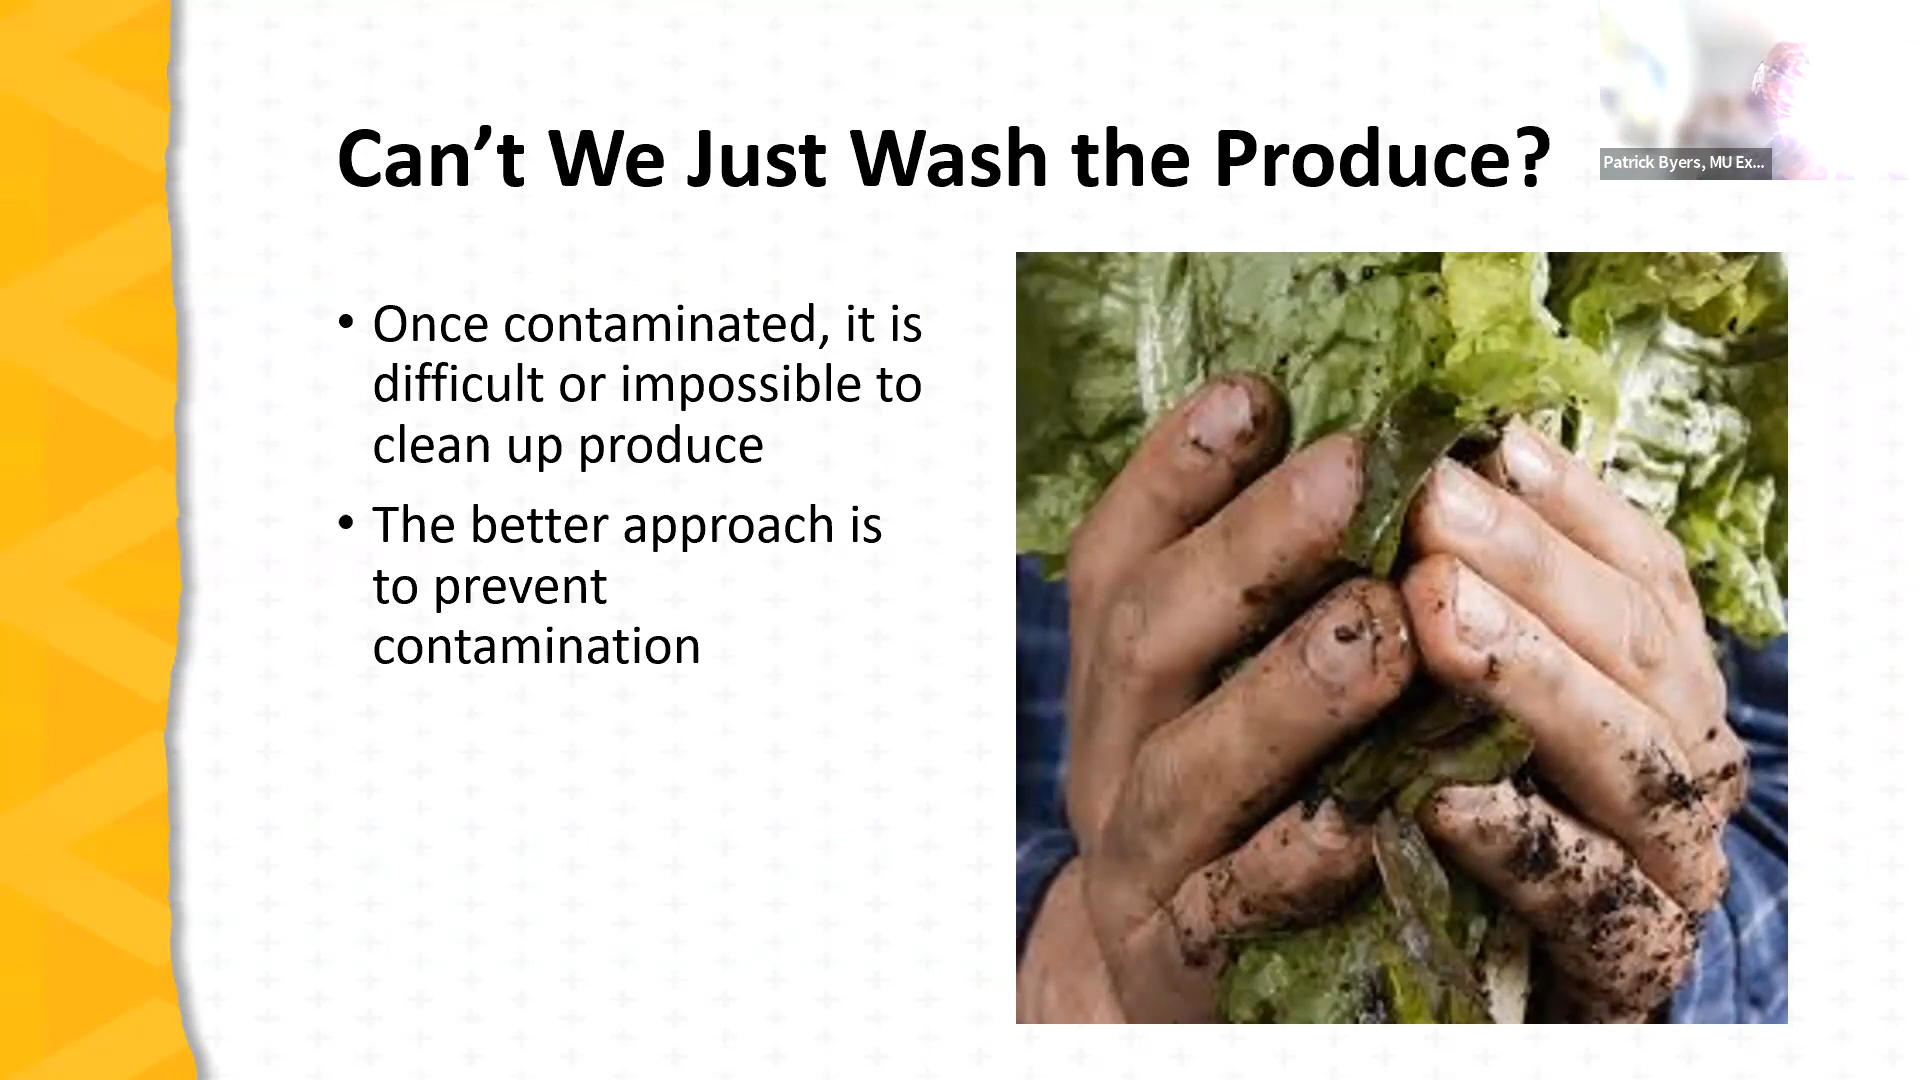 Can’t We Just Wash the Produce?
Patrick Byers, MU Ex...
• Once contaminated, it is
difficult or impossible to
clean up produce
• The better approach is
to prevent
contamination